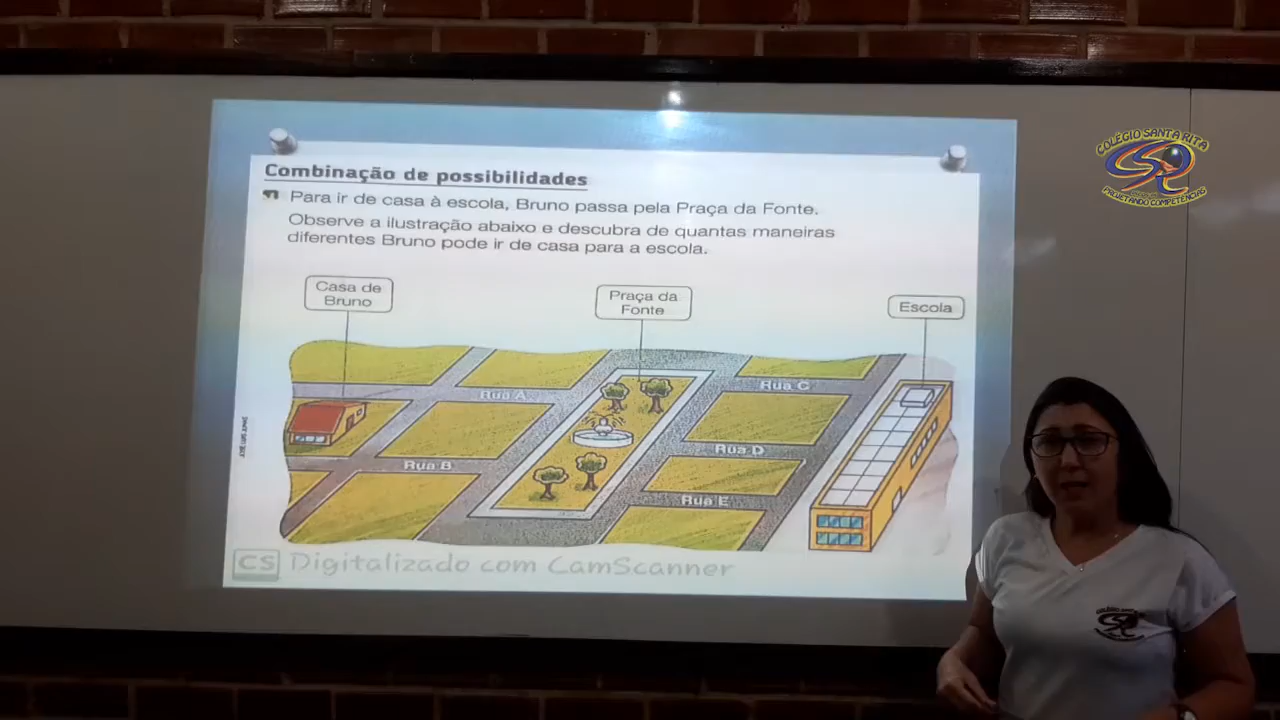 COLÉGIO SANTA RITA
PROJETANDO COMPETÊNCIAS
Combinação de possibilidades
Para ir de casa à escola, Bruno passa pela Praça da Fonte.
Observe a ilustração abaixo e descubra de quantas maneiras
diferentes Bruno pode ir de casa para a escola.
Casa de
Bruno
Praça da
Fonte
Escola
Rua A
Rua C
Rua B
Rua D
Rua E
CS Digitalizado com CamScanner